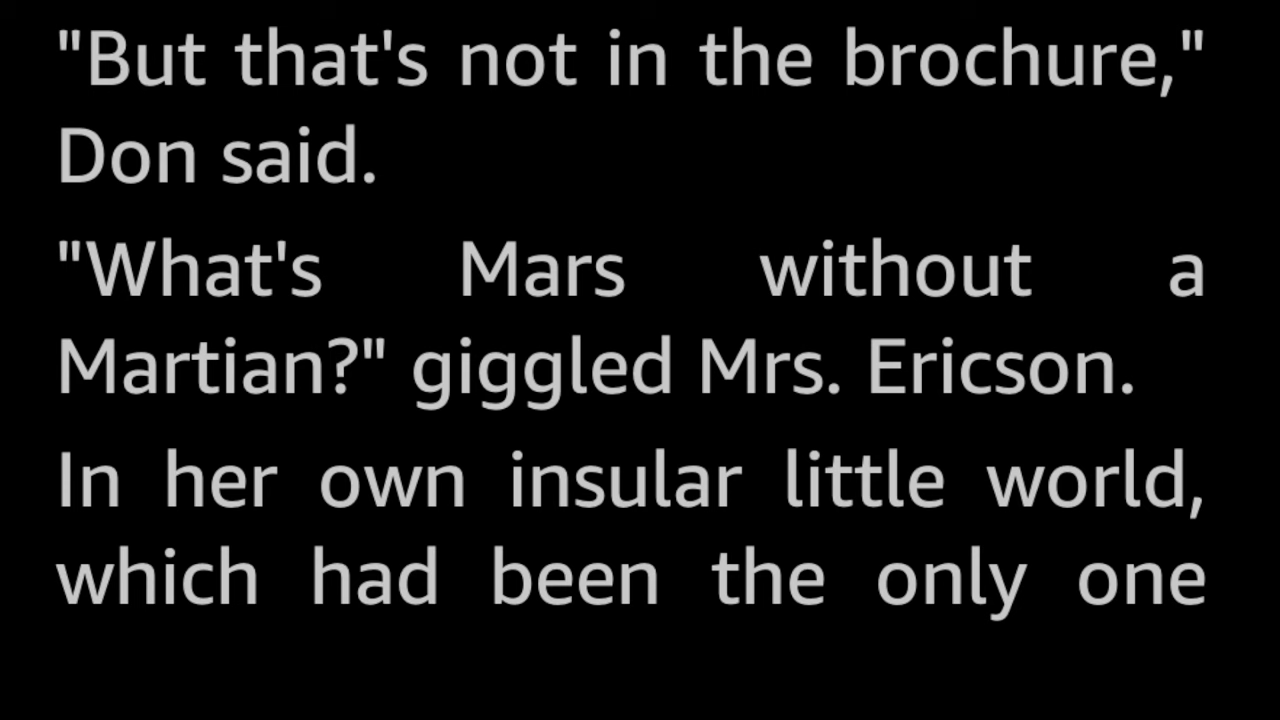 "But that's not in the brochure,"
Don said.
"What's Mars without a
Martian?" giggled Mrs. Ericson.
In her own insular little world,
which had been the only one